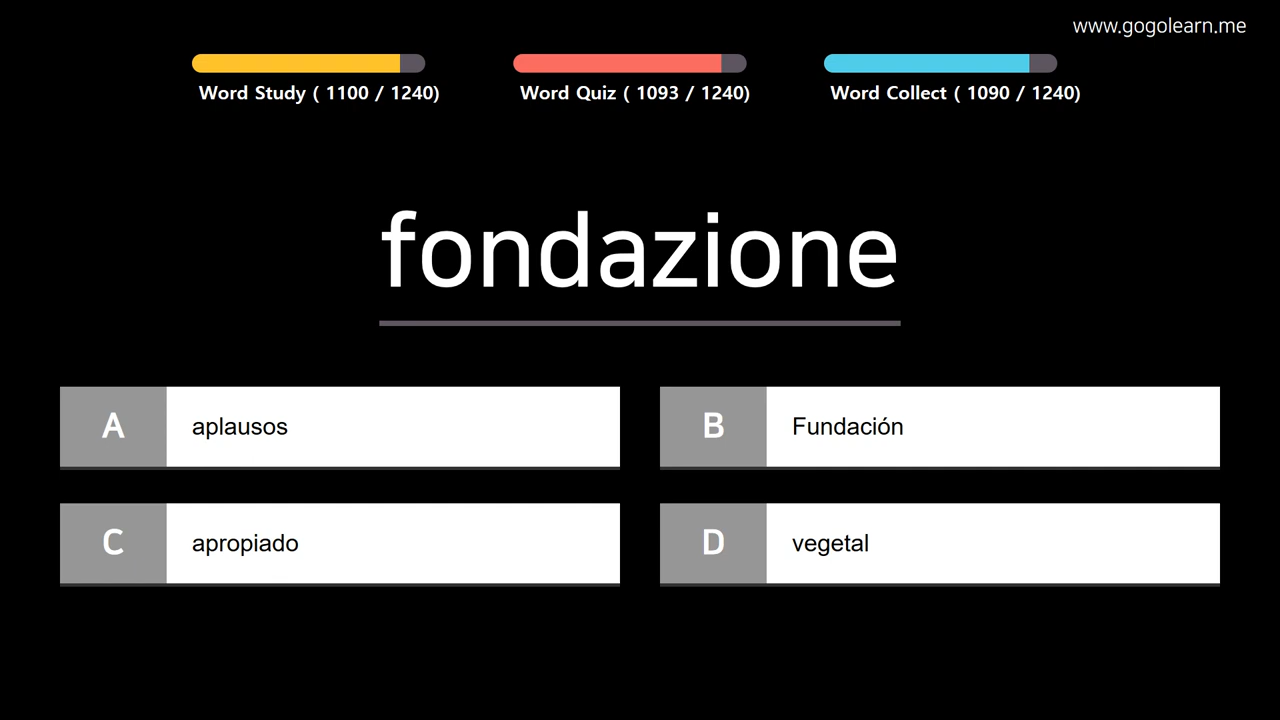 www.gogolearn.me
Word Study ( 1100 / 1240)
Word Quiz ( 1093 / 1240)
Word Collect ( 1090 / 1240)
fondazione
A aplausos
B Fundación
C apropiado
D vegetal